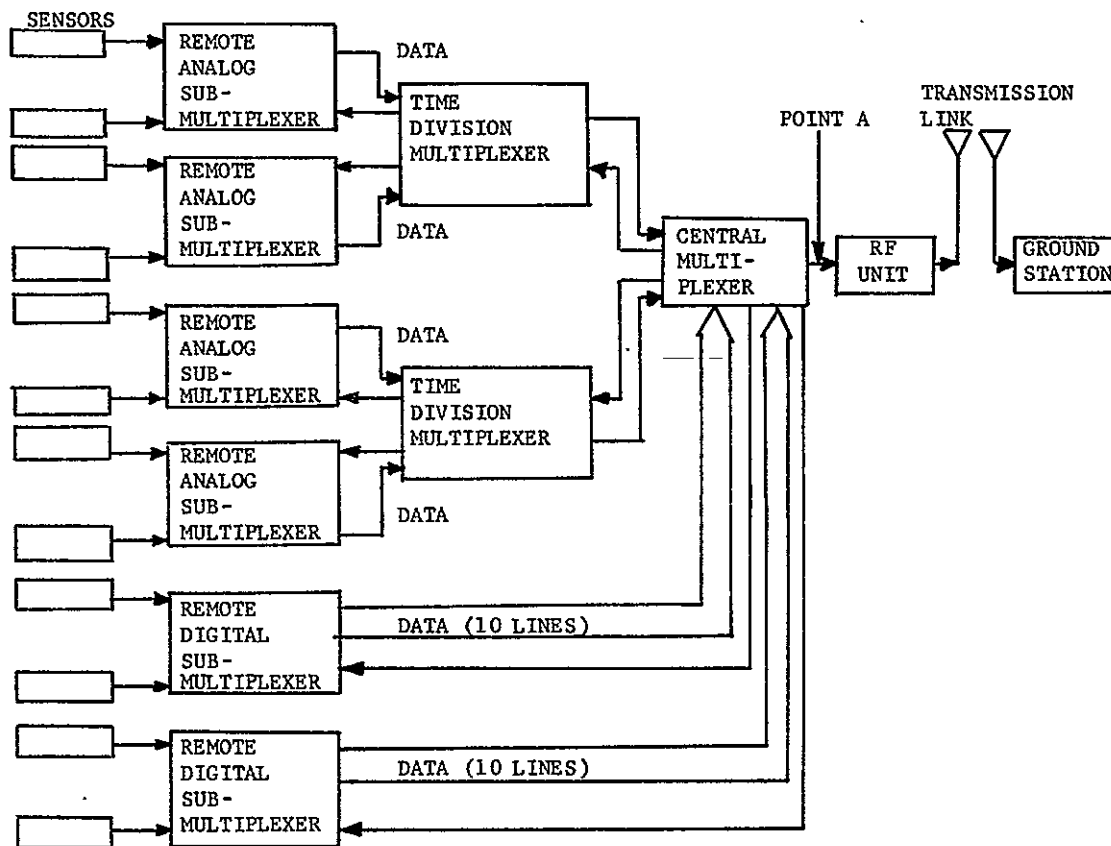 SENSORS
REMOTE
ANALOG
SUB-
MULTIPLEXER
DATA
TIME
DIVISION
MULTIPLEXER
REMOTE
ANALOG
SUB-
MULTIPLEXER
DATA
POINT A
TRANSMISSION
LINK
CENTRAL
MULTI-
PLEXER
RF
UNIT
GROUND
STATION
REMOTE
ANALOG
SUB-
MULTIPLEXER
DATA
TIME
DIVISION
MULTIPLEXER
REMOTE
ANALOG
SUB-
MULTIPLEXER
DATA
REMOTE
DIGITAL
SUB-
MULTIPLEXER
DATA (10 LINES)
REMOTE
DIGITAL
SUB-
MULTIPLEXER
DATA (10 LINES)